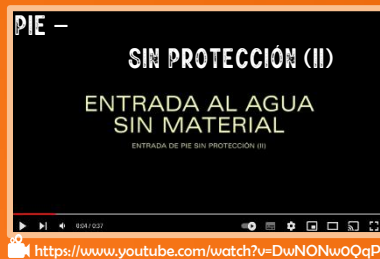 PIE –
SIN PROTECCIÓN (II)
ENTRADA AL AGUA
SIN MATERIAL
ENTRADA DE PIE SIN PROTECCIÓN (II)
0:04 / 0:37
https://www.youtube.com/watch?v=DwNONw0QqP